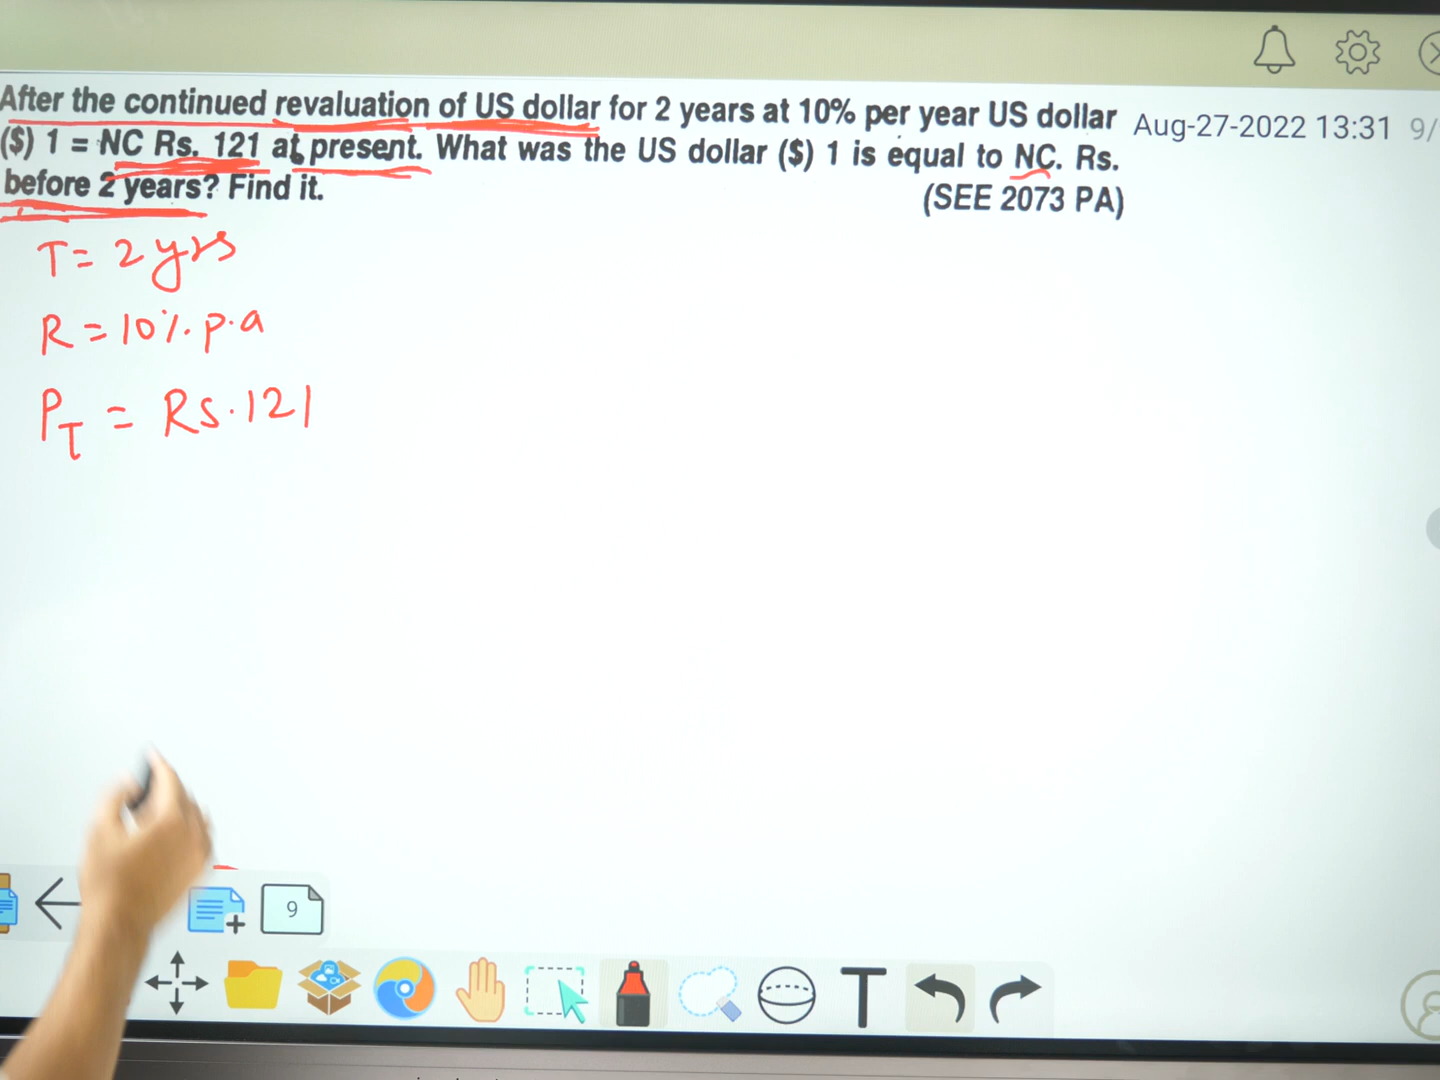 After the continued revaluation of US dollar for 2 years at 10% per year US dollar
($) 1 = NC Rs. 121 at present. What was the US dollar ($) 1 is equal to NC. Rs.
before 2 years? Find it.
(SEE 2073 PA)
Aug-27-2022 13:31 9/
T = 2 yrs
R = 10% p.a
PT = Rs. 121
9
T